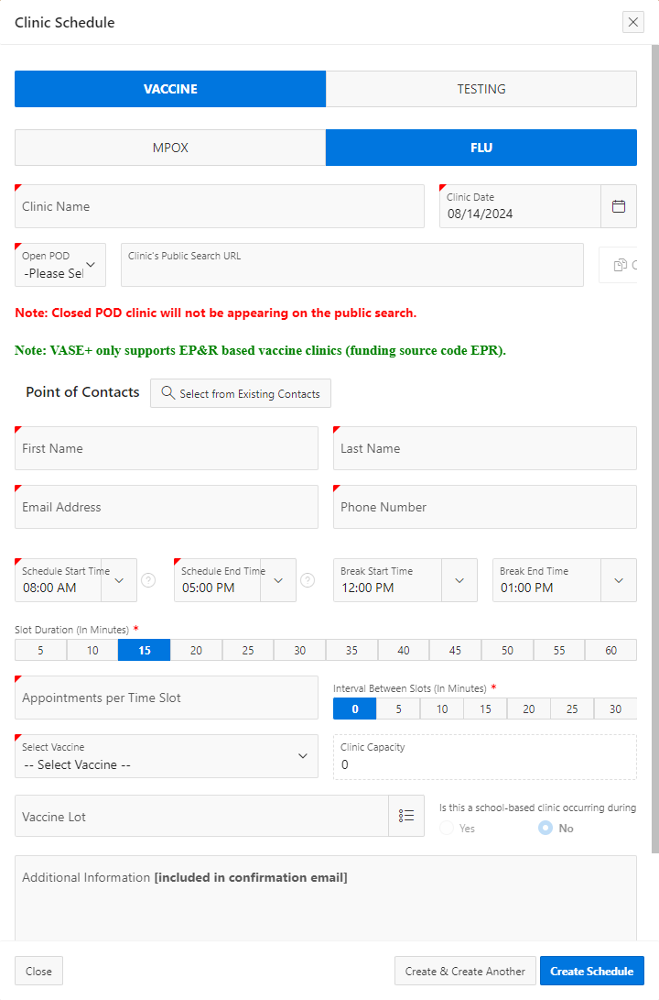 Clinic Schedule
VACCINE TESTING
MPOX FLU
Clinic Name
Clinic Date
08/14/2024
Open POD
-Please Sel
Clinic's Public Search URL
Note: Closed POD clinic will not be appearing on the public search.
Note: VASE+ only supports EP&R based vaccine clinics (funding source code EPR).
Point of Contacts Select from Existing Contacts
First Name Last Name
Email Address Phone Number
Schedule Start Time Schedule End Time Break Start Time Break End Time
08:00 AM 05:00 PM 12:00 PM 01:00 PM
Slot Duration (In Minutes) *
5 10 15 20 25 30 35 40 45 50 55 60
Appointments per Time Slot
Interval Between Slots (In Minutes) *
0 5 10 15 20 25 30
Select Vaccine
-- Select Vaccine --
Clinic Capacity
0
Vaccine Lot
Is this a school-based clinic occurring during
Yes No
Additional Information [included in confirmation email]
Close Create & Create Another Create Schedule